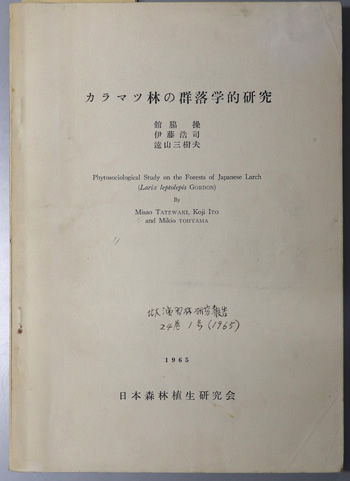 カラマツ林の群落学的研究
舘脇 操
伊藤浩司
遠山三樹夫
Phytosociological Study on the Forests of Japanese Larch
(Larix leptolepis GORDON)
By
Misao TATEWAKI, Koji ITO
and Mikio TOHYAMA
北大演習林研究報告
24巻 1号 (1965)
1965
日本森林植生研究会